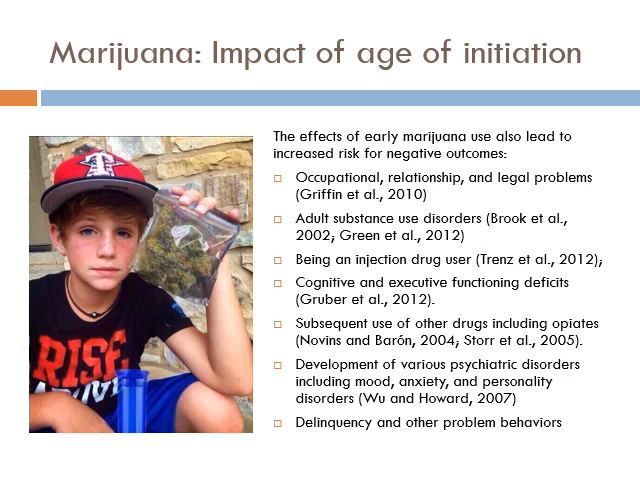 Marijuana: Impact of age of initiation
The effects of early marijuana use also lead to
increased risk for negative outcomes:
Occupational, relationship, and legal problems
(Griffin et al., 2010)
Adult substance use disorders (Brook et al.,
2002; Green et al., 2012)
Being an injection drug user (Trenz et al., 2012);
Cognitive and executive functioning deficits
(Gruber et al., 2012).
Subsequent use of other drugs including opiates
(Novins and Barón, 2004; Storr et al., 2005).
Development of various psychiatric disorders
including mood, anxiety, and personality
disorders (Wu and Howard, 2007)
Delinquency and other problem behaviors
T
RISE
ABOVE